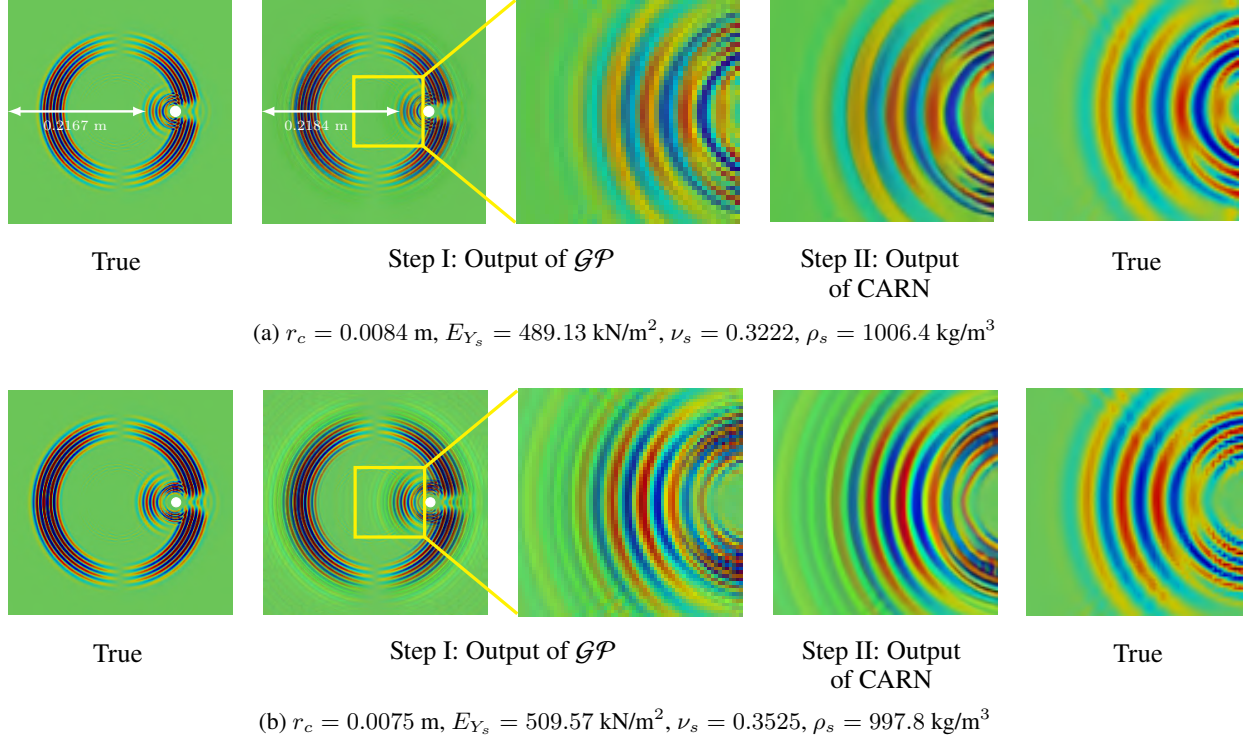 0.2167 m
0.2184 m
True
Step I: Output of 𝒢𝒫
Step II: Output
of CARN
True
(a) r_c = 0.0084 m, E_{Y_s} = 489.13 kN/m², ν_s = 0.3222, ρ_s = 1006.4 kg/m³
True
Step I: Output of 𝒢𝒫
Step II: Output
of CARN
True
(b) r_c = 0.0075 m, E_{Y_s} = 509.57 kN/m², ν_s = 0.3525, ρ_s = 997.8 kg/m³